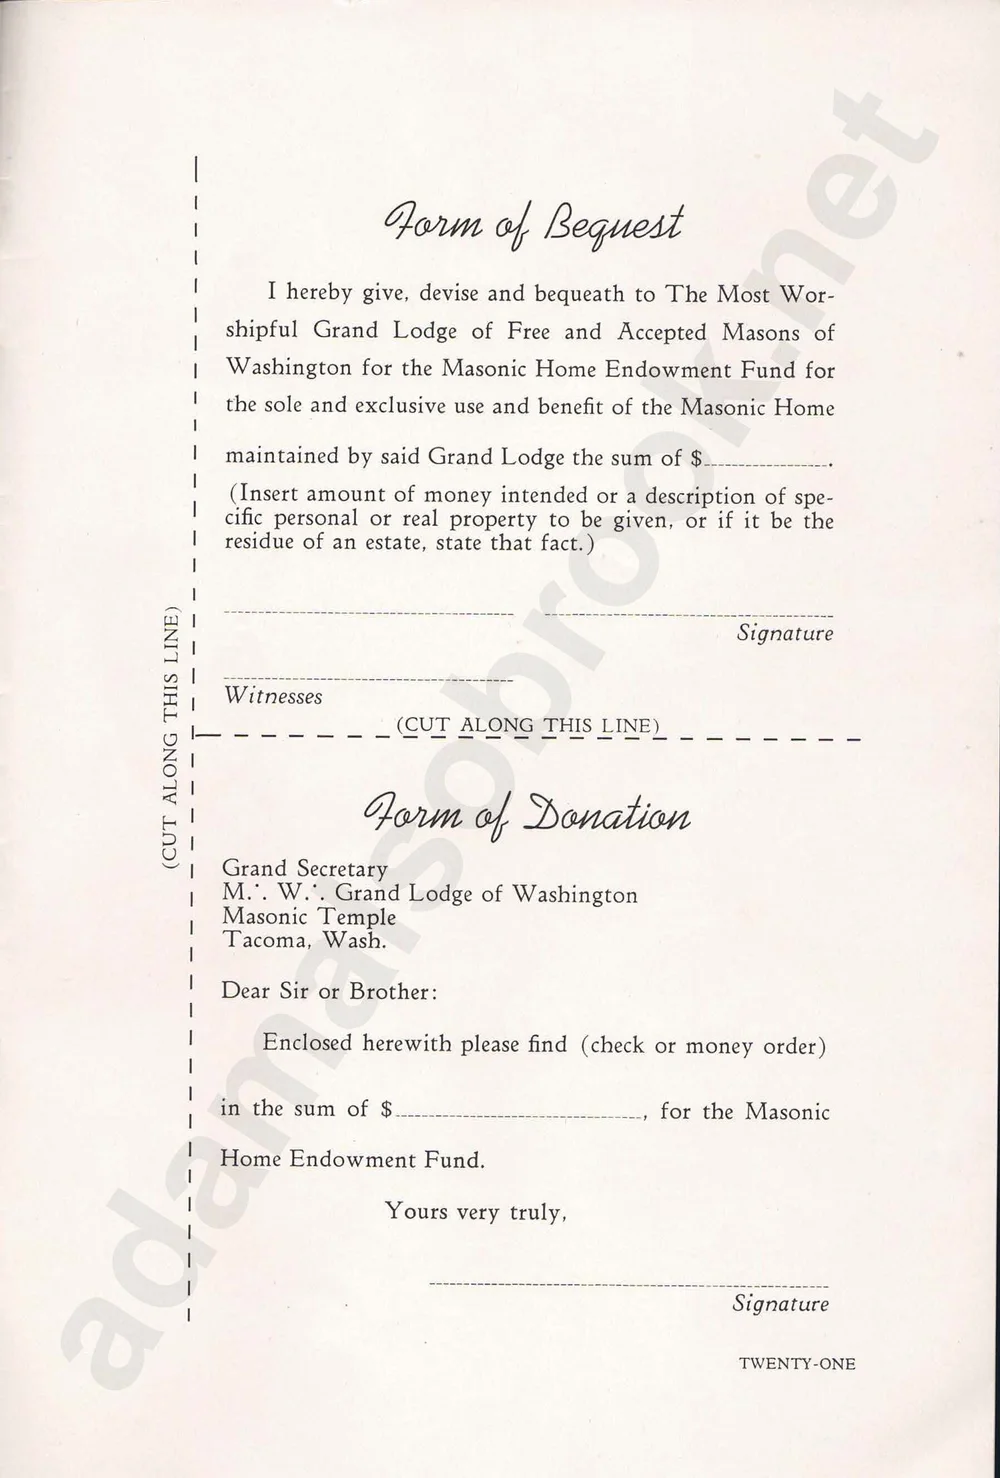 Form of Bequest
I hereby give, devise and bequeath to The Most Wor-
shipful Grand Lodge of Free and Accepted Masons of
Washington for the Masonic Home Endowment Fund for
the sole and exclusive use and benefit of the Masonic Home
maintained by said Grand Lodge the sum of $.
(Insert amount of money intended or a description of spe-
cific personal or real property to be given, or if it be the
residue of an estate, state that fact.)
Signature
Witnesses
(CUT ALONG THIS LINE)
(CUT ALONG THIS LINE)
Form of Donation
Grand Secretary
M.∴ W.∴ Grand Lodge of Washington
Masonic Temple
Tacoma, Wash.
Dear Sir or Brother:
Enclosed herewith please find (check or money order)
in the sum of $, for the Masonic
Home Endowment Fund.
Yours very truly,
Signature
TWENTY-ONE
adamalsobrook.net